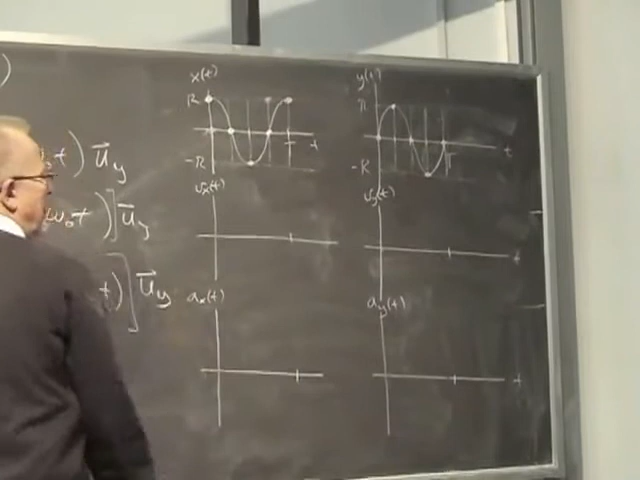 )
t) u⃗y
ω₀t)] u⃗y
t)] u⃗y
x(t)
R
-R
t
vx(t)
ax(t)
y(t)
R
-R
t
vy(t)
t
ay(t)
t